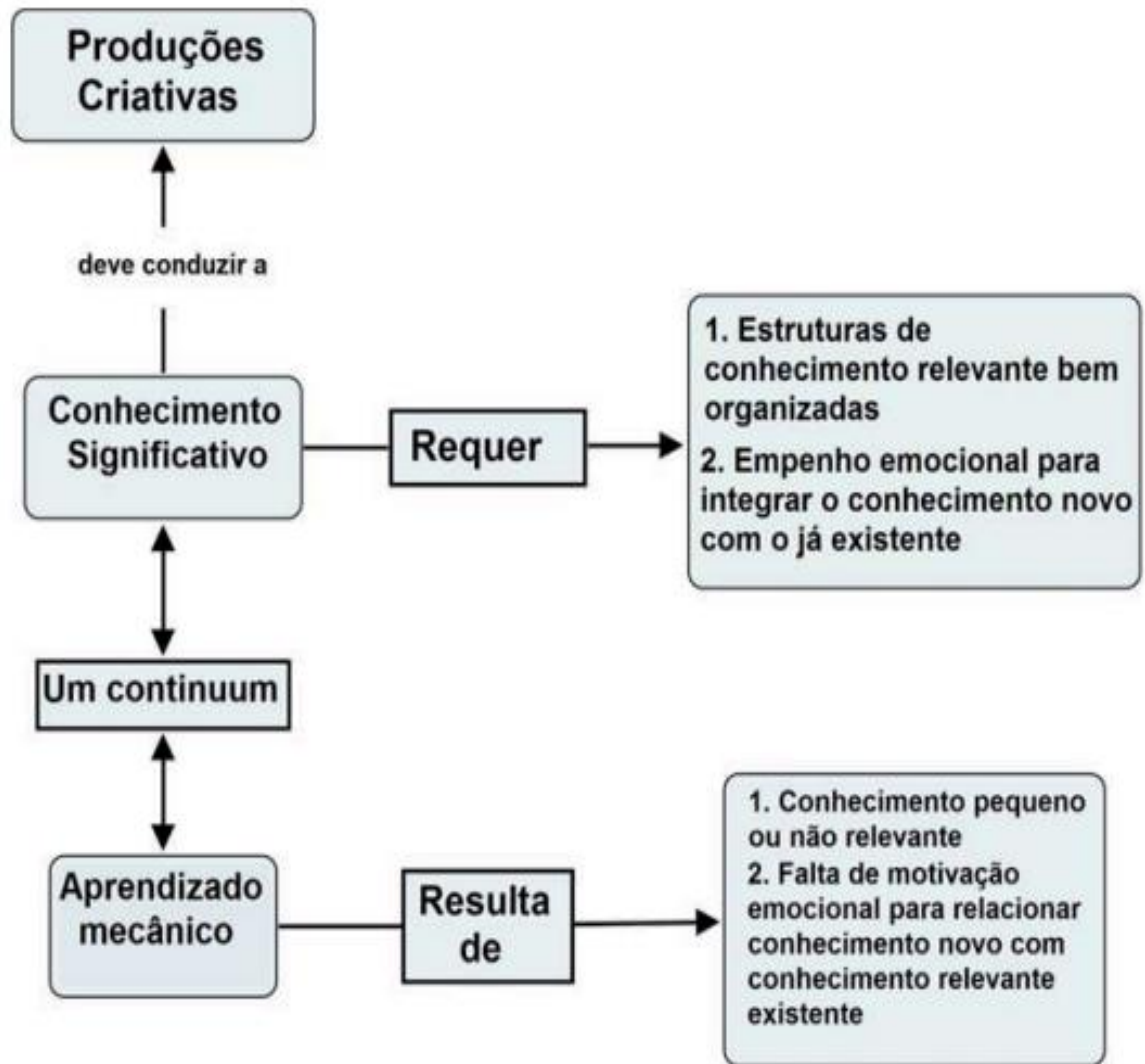 Produções
Criativas
deve conduzir a
Conhecimento
Significativo
Requer
1. Estruturas de
conhecimento relevante bem
organizadas
2. Empenho emocional para
integrar o conhecimento novo
com o já existente
Um continuum
Aprendizado
mecânico
Resulta
de
1. Conhecimento pequeno
ou não relevante
2. Falta de motivação
emocional para relacionar
conhecimento novo com
conhecimento relevante
existente